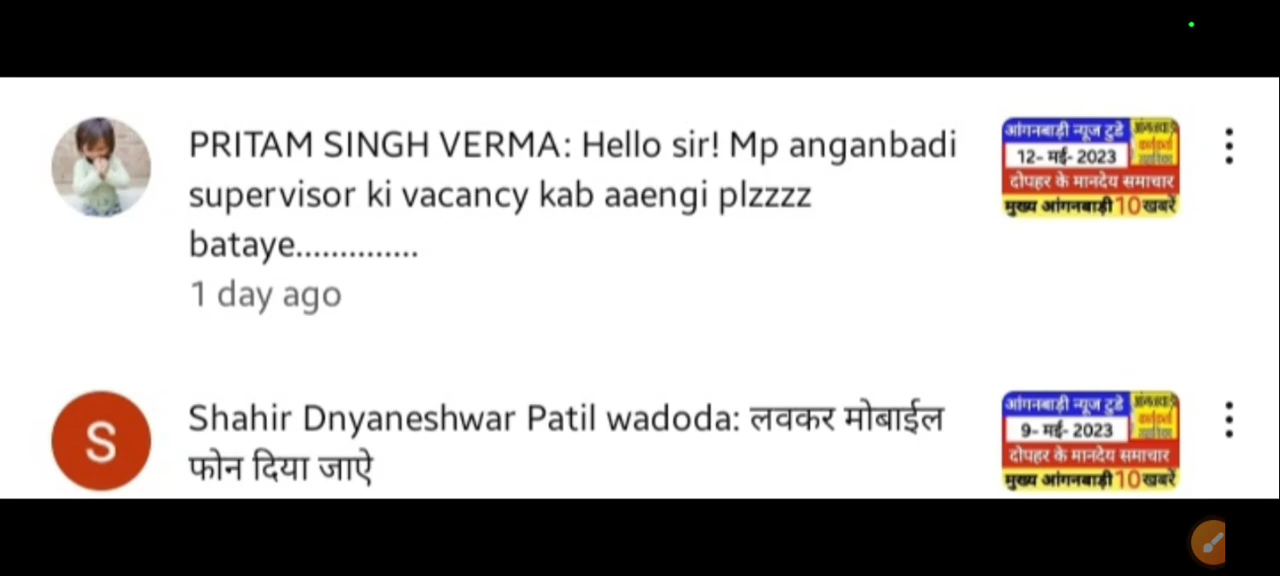 PRITAM SINGH VERMA: Hello sir! Mp anganbadi
supervisor ki vacancy kab aaengi plzzzz
bataye..............
1 day ago
आंगनबाड़ी न्यूज टुडे
12- मई- 2023
दोपहर के मानदेय समाचार
मुख्य आंगनबाड़ी 10 खबरें
S
Shahir Dnyaneshwar Patil wadoda: लवकर मोबाईल
फोन दिया जाऐ
आंगनबाड़ी न्यूज टुडे
9- मई- 2023
दोपहर के मानदेय समाचार
मुख्य आंगनबाड़ी 10 खबरें